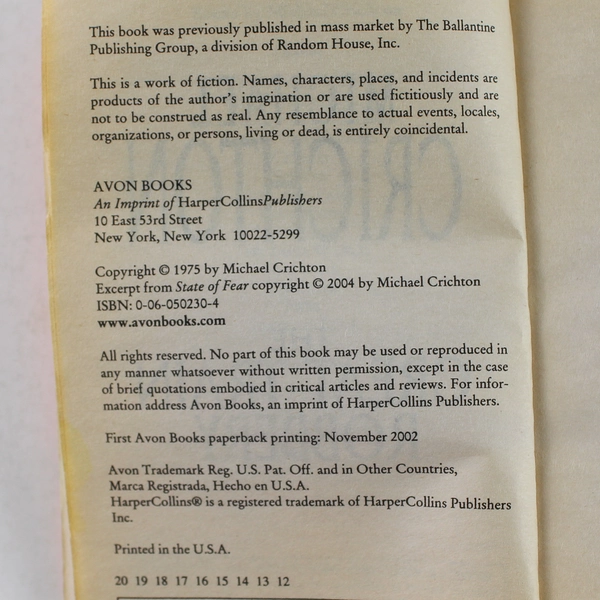 This book was previously published in mass market by The Ballantine
Publishing Group, a division of Random House, Inc.
This is a work of fiction. Names, characters, places, and incidents are
products of the author's imagination or are used fictitiously and are
not to be construed as real. Any resemblance to actual events, locales,
organizations, or persons, living or dead, is entirely coincidental.
AVON BOOKS
An Imprint of HarperCollinsPublishers
10 East 53rd Street
New York, New York 10022-5299
Copyright © 1975 by Michael Crichton
Excerpt from State of Fear copyright © 2004 by Michael Crichton
ISBN: 0-06-050230-4
www.avonbooks.com
All rights reserved. No part of this book may be used or reproduced in
any manner whatsoever without written permission, except in the case
of brief quotations embodied in critical articles and reviews. For infor-
mation address Avon Books, an imprint of HarperCollins Publishers.
First Avon Books paperback printing: November 2002
Avon Trademark Reg. U.S. Pat. Off. and in Other Countries,
Marca Registrada, Hecho en U.S.A.
HarperCollins® is a registered trademark of HarperCollins Publishers
Inc.
Printed in the U.S.A.
20 19 18 17 16 15 14 13 12